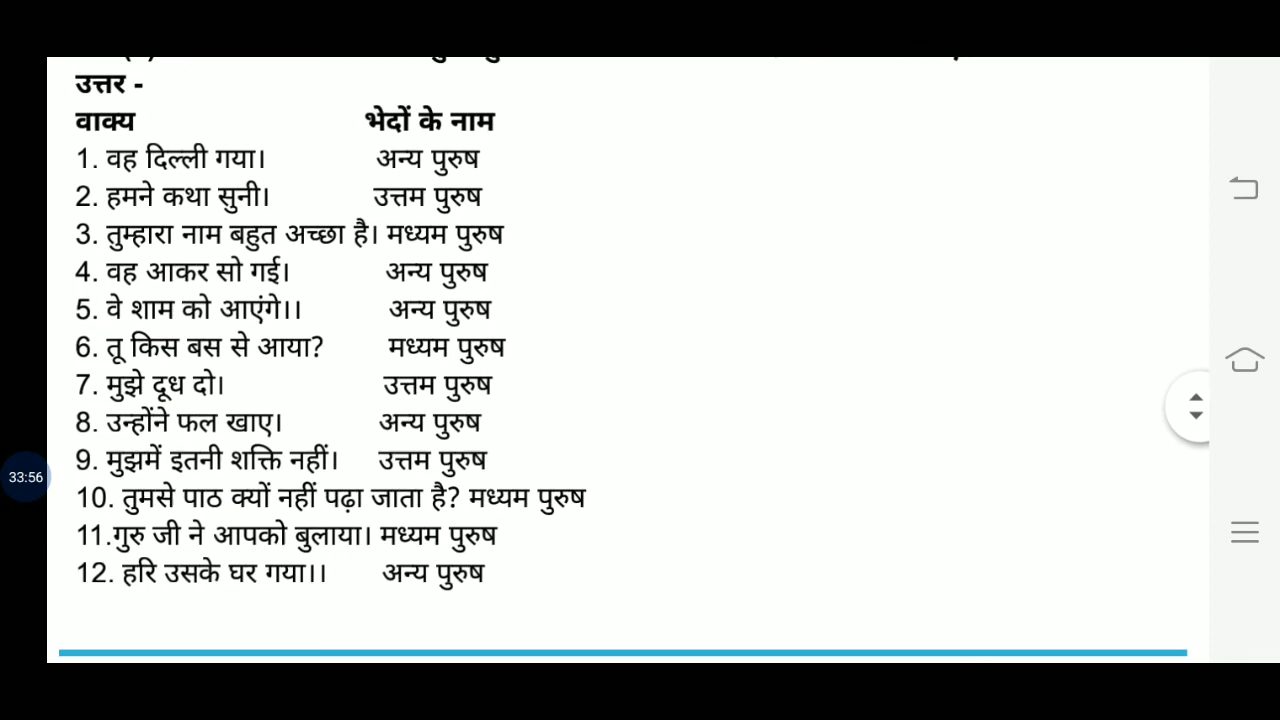 उत्तर -
वाक्य भेदों के नाम
1. वह दिल्ली गया। अन्य पुरुष
2. हमने कथा सुनी। उत्तम पुरुष
3. तुम्हारा नाम बहुत अच्छा है। मध्यम पुरुष
4. वह आकर सो गई। अन्य पुरुष
5. वे शाम को आएंगे।। अन्य पुरुष
6. तू किस बस से आया? मध्यम पुरुष
7. मुझे दूध दो। उत्तम पुरुष
8. उन्होंने फल खाए। अन्य पुरुष
9. मुझमें इतनी शक्ति नहीं। उत्तम पुरुष
33:56
10. तुमसे पाठ क्यों नहीं पढ़ा जाता है? मध्यम पुरुष
11.गुरु जी ने आपको बुलाया। मध्यम पुरुष
12. हरि उसके घर गया।। अन्य पुरुष